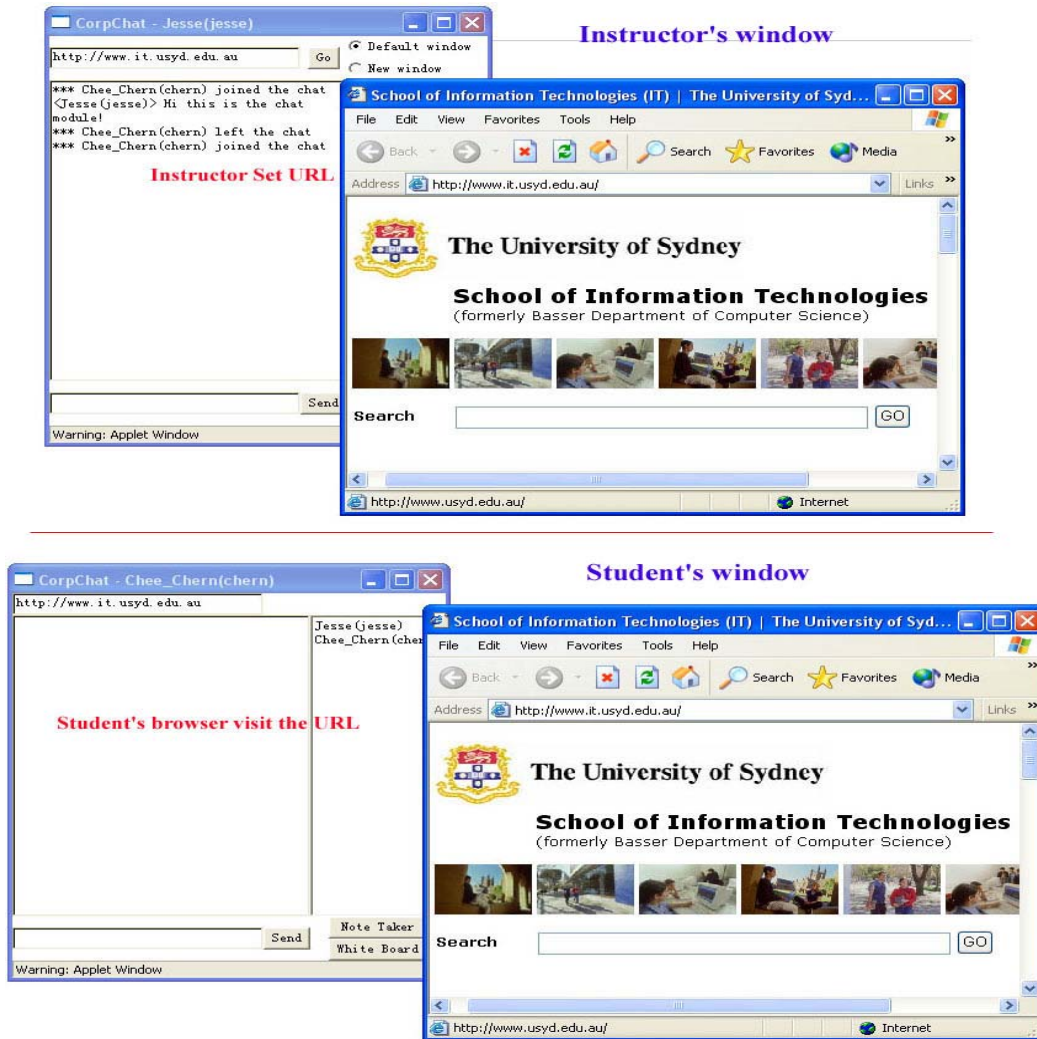 CorpChat - Jesse(jesse)
Instructor's window
http://www.it.usyd.edu.au
Go
Default window
New window
*** Chee_Chern(chern) joined the chat
<Jesse(jesse)> Hi this is the chat
module!
*** Chee_Chern(chern) left the chat
*** Chee_Chern(chern) joined the chat
Instructor Set URL
Send
Warning: Applet Window
School of Information Technologies (IT) | The University of Syd...
File Edit View Favorites Tools Help
Back Search Favorites Media
Address http://www.it.usyd.edu.au/ Links
The University of Sydney
School of Information Technologies
(formerly Basser Department of Computer Science)
Search GO
http://www.usyd.edu.au/ Internet
Student's window
CorpChat - Chee_Chern(chern)
http://www.it.usyd.edu.au
Jesse(jesse)
Chee_Chern(cher
Student's browser visit the URL
Send
Note Taker
White Board
Warning: Applet Window
School of Information Technologies (IT) | The University of Syd...
File Edit View Favorites Tools Help
Back Search Favorites Media
Address http://www.it.usyd.edu.au/ Links
The University of Sydney
School of Information Technologies
(formerly Basser Department of Computer Science)
Search GO
http://www.usyd.edu.au/ Internet